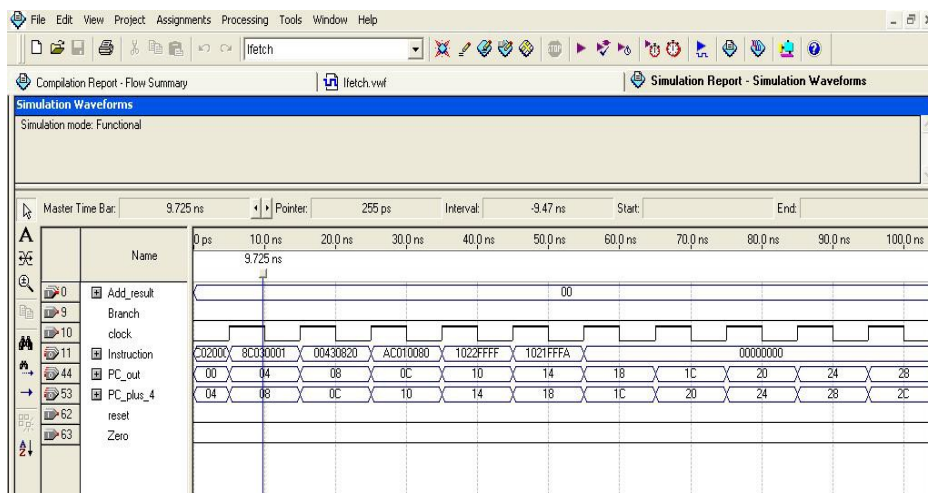 File Edit View Project Assignments Processing Tools Window Help
Ifetch
Compilation Report - Flow Summary Ifetch.vwf Simulation Report - Simulation Waveforms
Simulation Waveforms
Simulation mode: Functional
Master Time Bar: 9.725 ns Pointer: 255 ps Interval: -9.47 ns Start: End:
Name 0 ps 10.0 ns 20.0 ns 30.0 ns 40.0 ns 50.0 ns 60.0 ns 70.0 ns 80.0 ns 90.0 ns 100.0 ns
9.725 ns
0 Add_result 00
9 Branch
10 clock
11 Instruction 8C030001 00430820 AC010080 1022FFFF 1021FFFA 00000000
44 PC_out 00 04 08 0C 10 14 18 1C 20 24 28
53 PC_plus_4 04 08 0C 10 14 18 1C 20 24 28 2C
62 reset
63 Zero